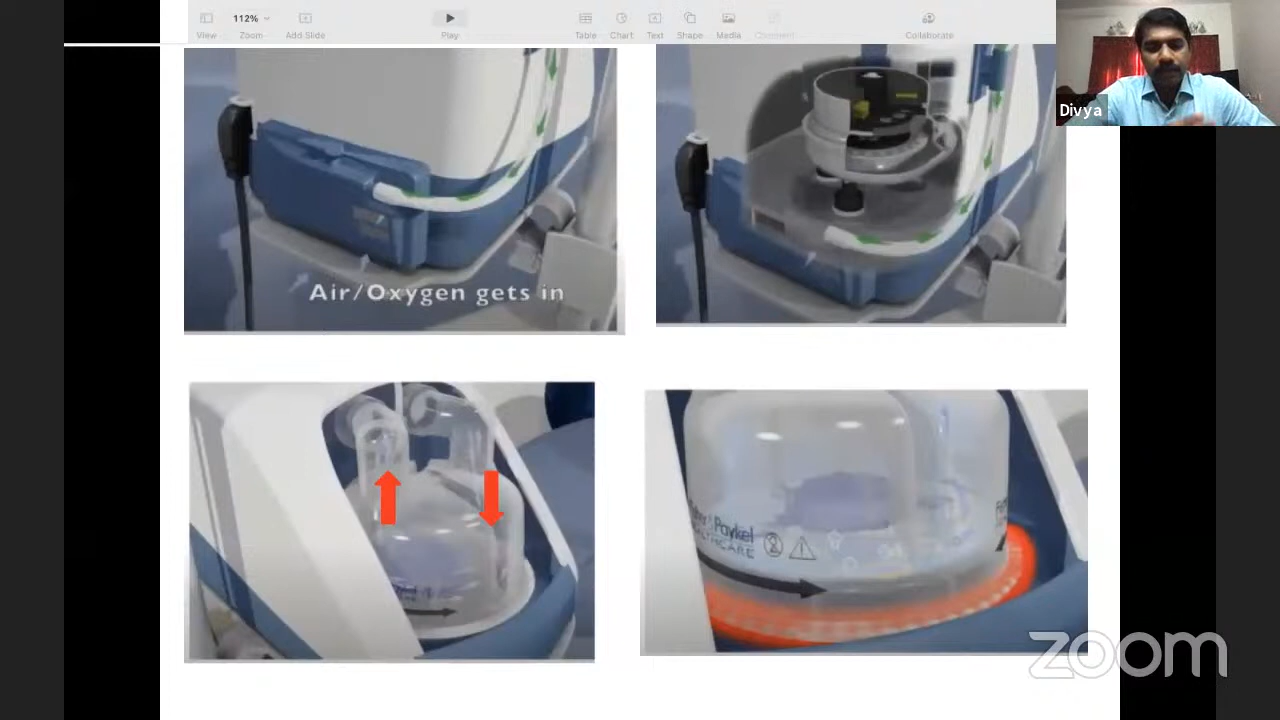 112%
View
Zoom
Add Slide
Play
Table
Chart
Text
Shape
Media
Comment
Collaborate
Divya
Air/Oxygen gets in
Paykel
HEALTHCARE
zoom